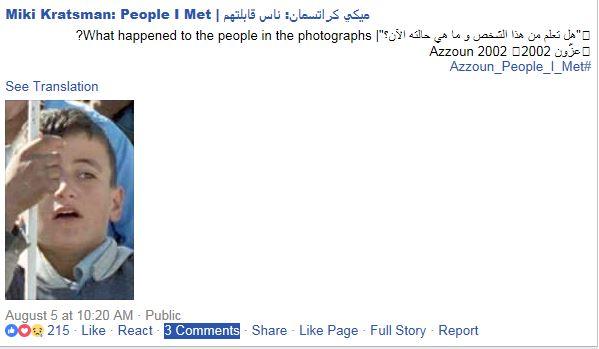 Miki Kratsman: People I Met | ميكي كراتسمان: ناس قابلتهم
"هل تعلم من هذا الشخص و ما هي حالته الآن؟"| What happened to the people in the photographs?
عزّون 2002 Azzoun 2002
#Azzoun_People_I_Met
See Translation
August 5 at 10:20 AM · Public
215 · Like · React · 3 Comments · Share · Like Page · Full Story · Report